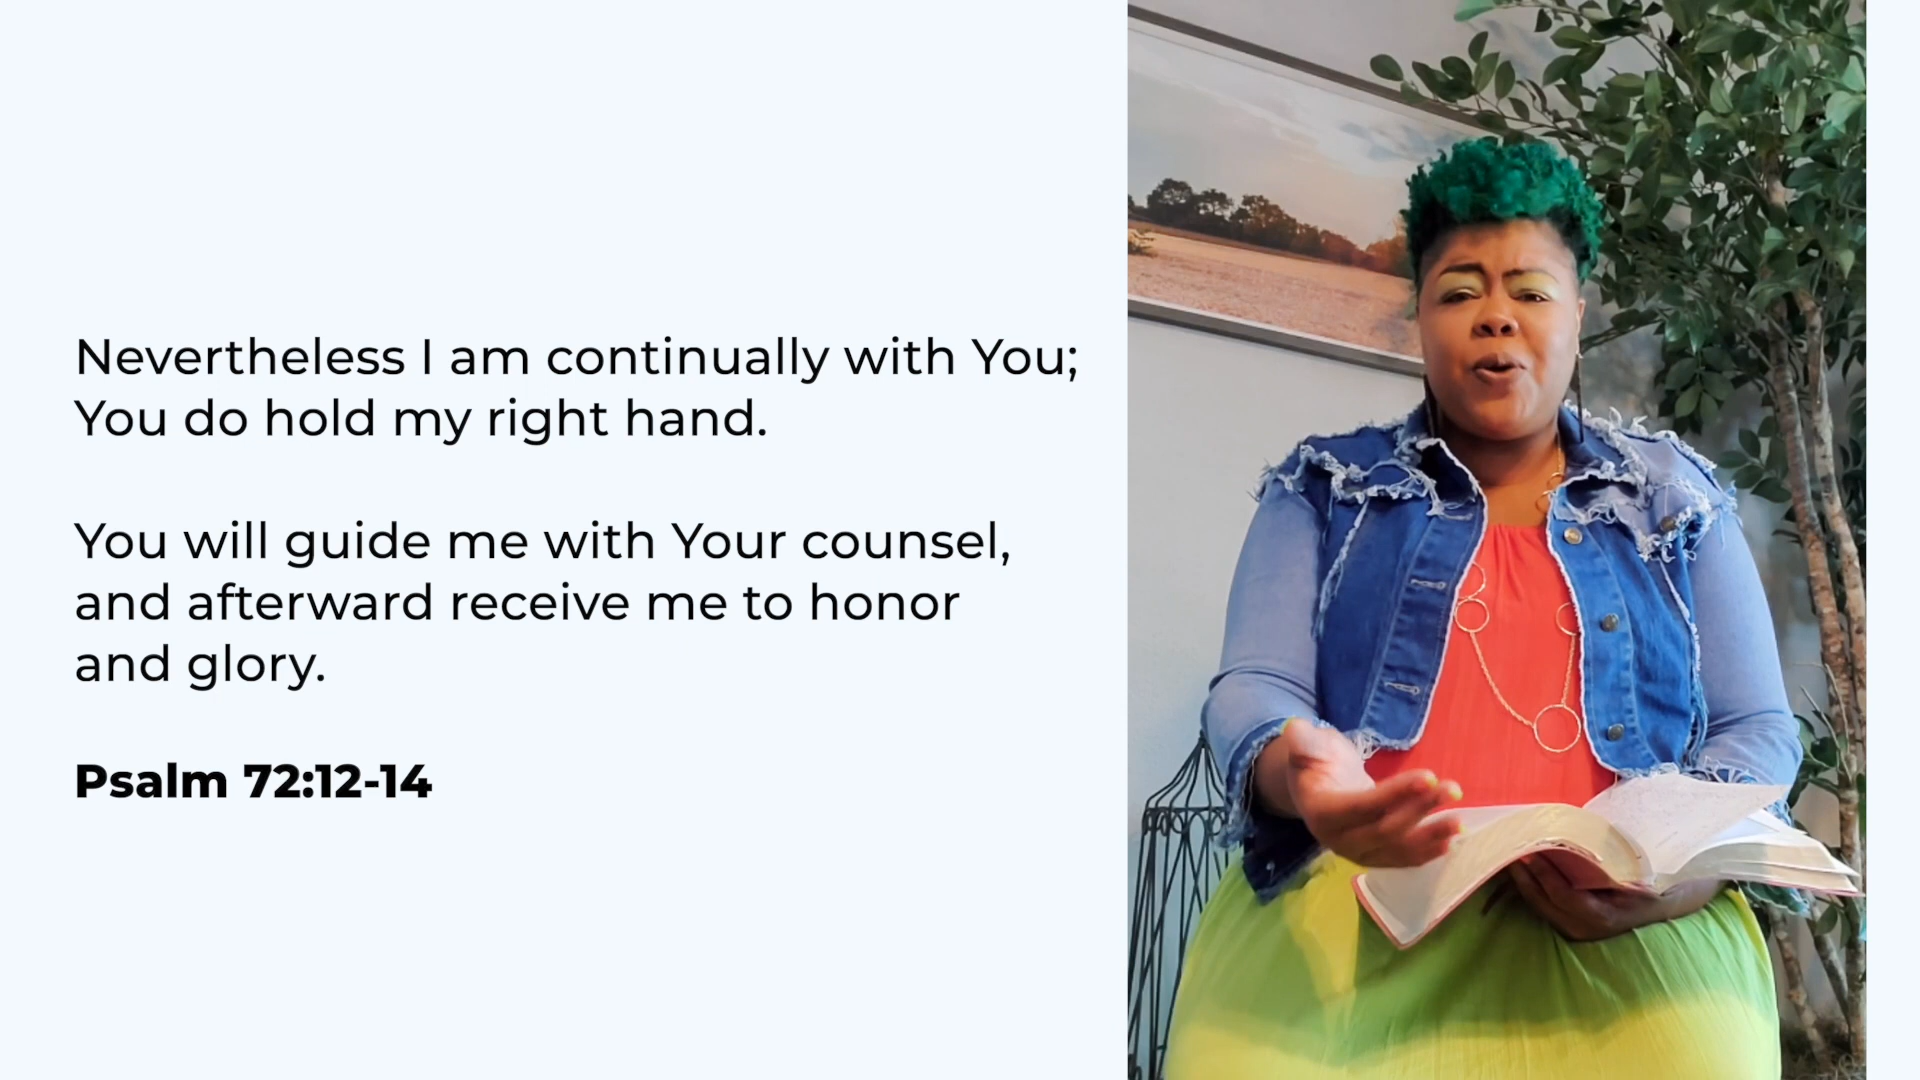 Nevertheless I am continually with You;
You do hold my right hand.
You will guide me with Your counsel,
and afterward receive me to honor
and glory.
Psalm 72:12-14